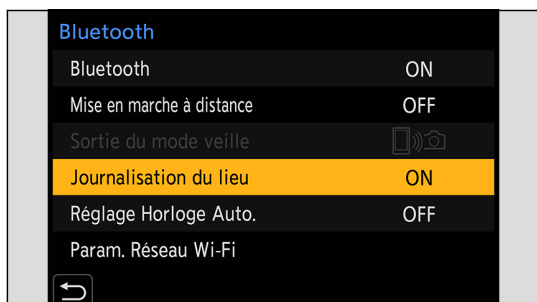 Bluetooth
Bluetooth ON
Mise en marche à distance OFF
Sortie du mode veille
Journalisation du lieu ON
Réglage Horloge Auto. OFF
Param. Réseau Wi-Fi